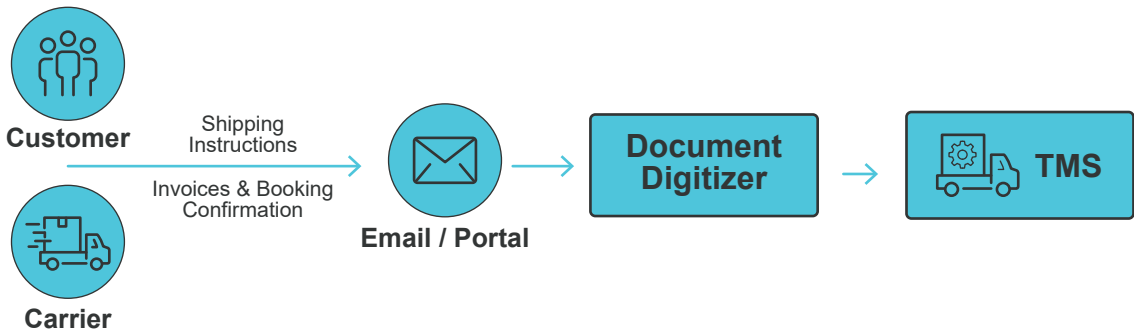 Customer
Shipping
Instructions
Invoices & Booking
Confirmation
Carrier
Email / Portal
Document
Digitizer
TMS